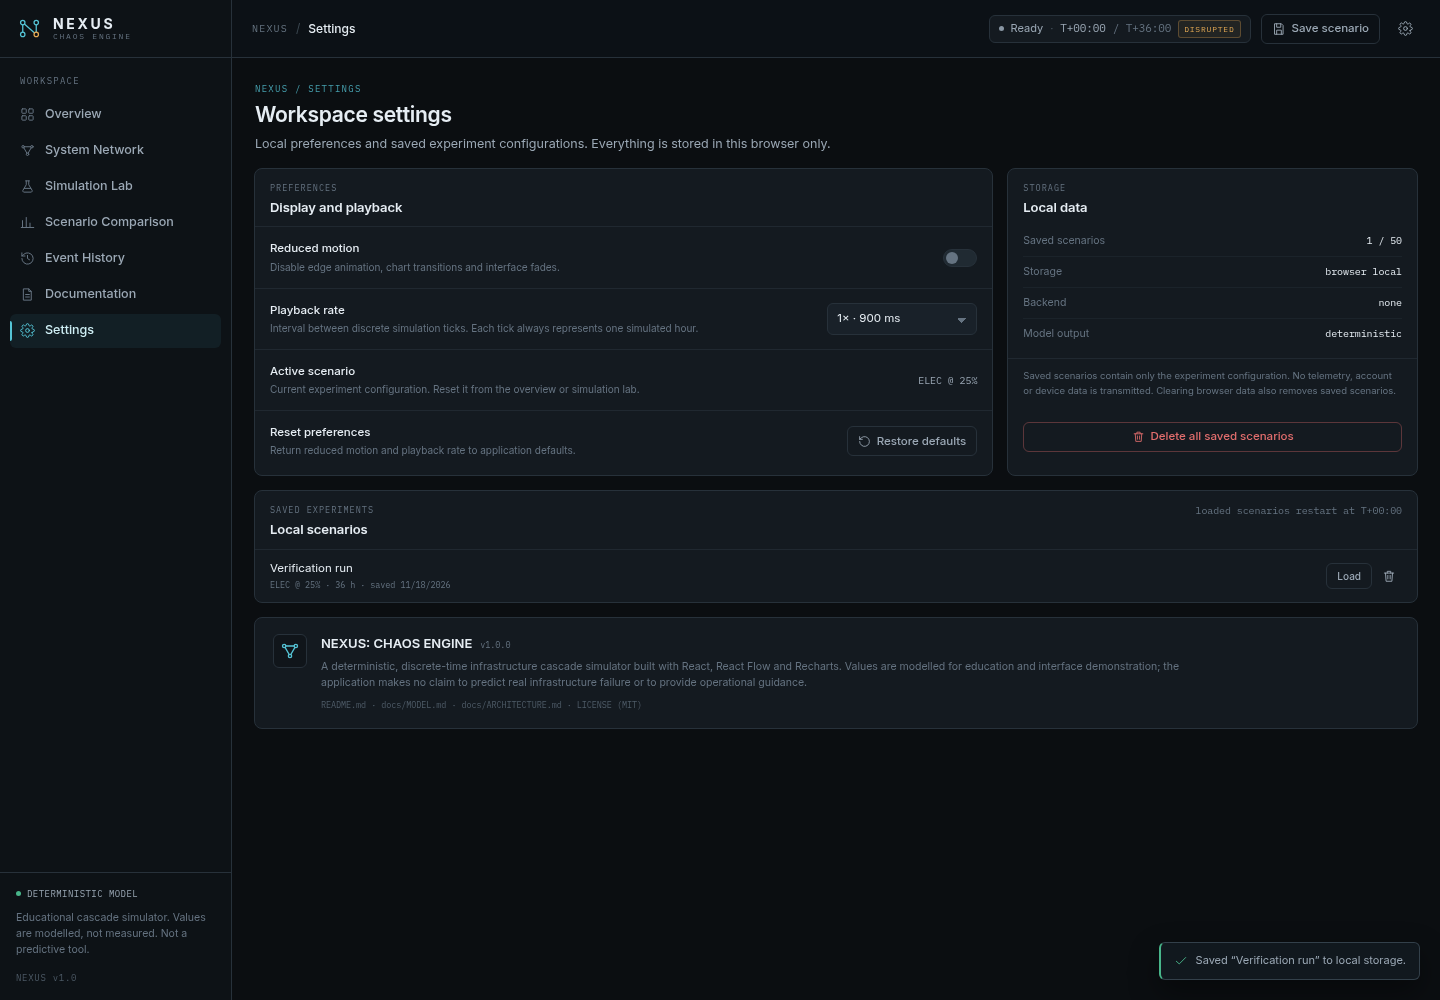 NEXUS
CHAOS ENGINE
NEXUS / Settings
Ready · T+00:00 / T+36:00 DISRUPTED
Save scenario
WORKSPACE
Overview
System Network
Simulation Lab
Scenario Comparison
Event History
Documentation
Settings
NEXUS / SETTINGS
Workspace settings
Local preferences and saved experiment configurations. Everything is stored in this browser only.
PREFERENCES
Display and playback
Reduced motion
Disable edge animation, chart transitions and interface fades.
Playback rate
Interval between discrete simulation ticks. Each tick always represents one simulated hour.
1× · 900 ms
Active scenario
Current experiment configuration. Reset it from the overview or simulation lab.
ELEC @ 25%
Reset preferences
Return reduced motion and playback rate to application defaults.
Restore defaults
STORAGE
Local data
Saved scenarios 1 / 50
Storage browser local
Backend none
Model output deterministic
Saved scenarios contain only the experiment configuration. No telemetry, account
or device data is transmitted. Clearing browser data also removes saved scenarios.
Delete all saved scenarios
SAVED EXPERIMENTS
Local scenarios
loaded scenarios restart at T+00:00
Verification run
ELEC @ 25% · 36 h · saved 11/18/2026
Load
NEXUS: CHAOS ENGINE v1.0.0
A deterministic, discrete-time infrastructure cascade simulator built with React, React Flow and Recharts. Values are modelled for education and interface demonstration; the
application makes no claim to predict real infrastructure failure or to provide operational guidance.
README.md · docs/MODEL.md · docs/ARCHITECTURE.md · LICENSE (MIT)
DETERMINISTIC MODEL
Educational cascade simulator. Values
are modelled, not measured. Not a
predictive tool.
NEXUS v1.0
Saved “Verification run” to local storage.